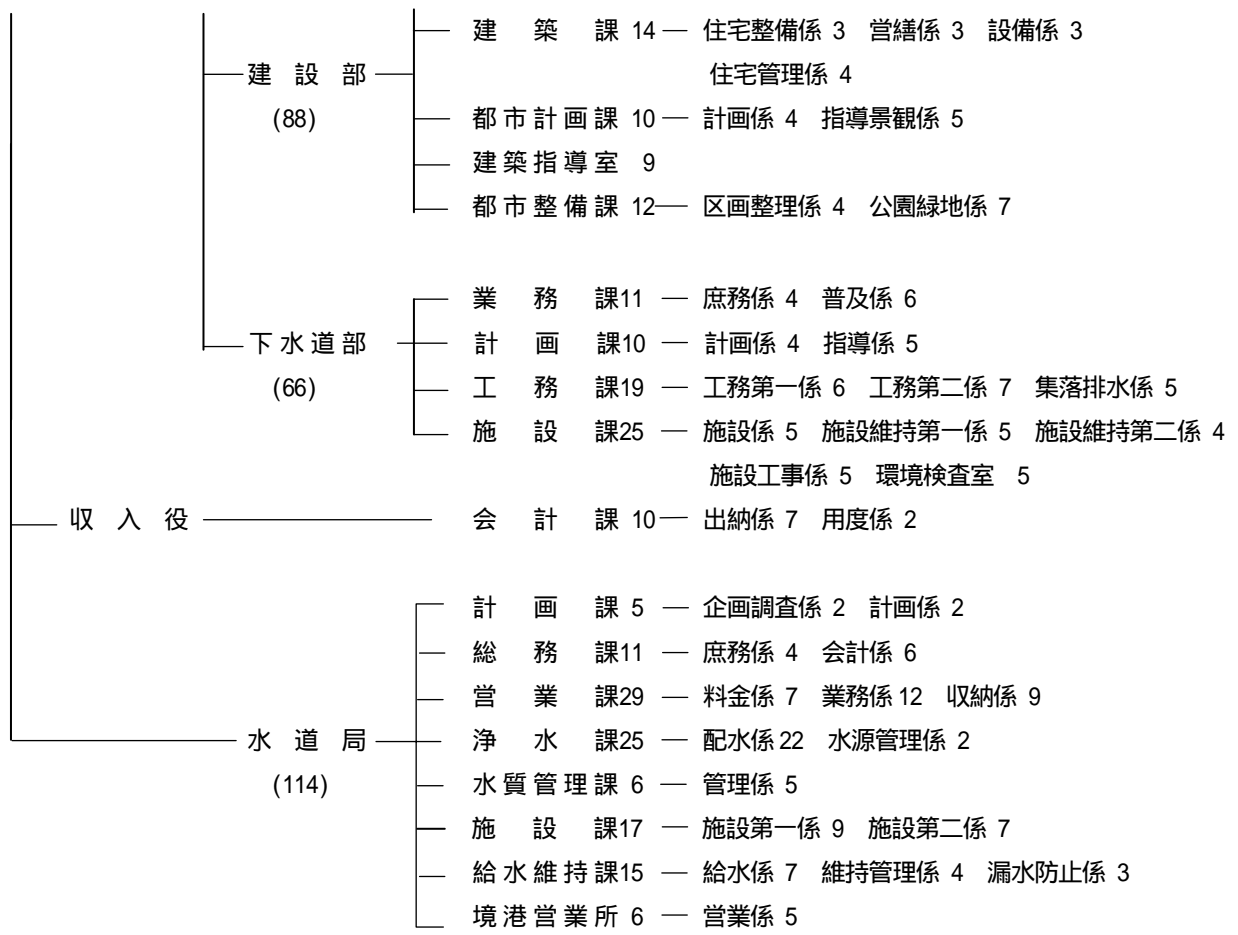 建築課 14 住宅整備係 3 営繕係 3 設備係 3
建設部 住宅管理係 4
(88) 都市計画課 10 計画係 4 指導景観係 5
建築指導室 9
都市整備課 12 区画整理係 4 公園緑地係 7
業務課11 庶務係 4 普及係 6
下水道部 計画課10 計画係 4 指導係 5
(66) 工務課19 工務第一係 6 工務第二係 7 集落排水係 5
施設課25 施設係 5 施設維持第一係 5 施設維持第二係 4
施設工事係 5 環境検査室 5
収入役 会計課 10 出納係 7 用度係 2
計画課 5 企画調査係 2 計画係 2
総務課11 庶務係 4 会計係 6
営業課29 料金係 7 業務係 12 収納係 9
水道局 浄水課25 配水係 22 水源管理係 2
(114) 水質管理課 6 管理係 5
施設課17 施設第一係 9 施設第二係 7
給水維持課15 給水係 7 維持管理係 4 漏水防止係 3
境港営業所 6 営業係 5